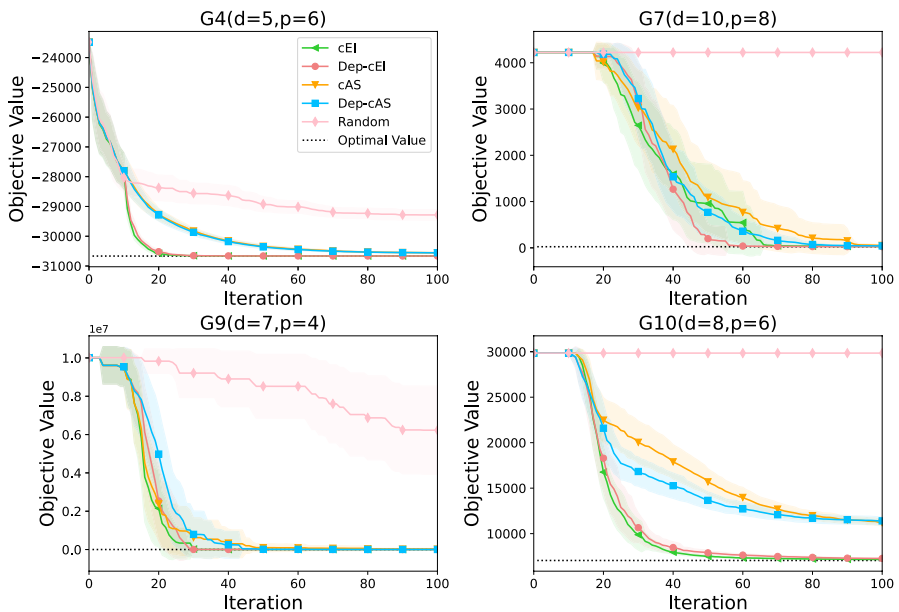 G4(d=5,p=6)
Objective Value
−24000
−25000
−26000
−27000
−28000
−29000
−30000
−31000
0 20 40 60 80 100
Iteration
cEI
Dep-cEI
cAS
Dep-cAS
Random
Optimal Value
G7(d=10,p=8)
Objective Value
4000
3000
2000
1000
0
0 20 40 60 80 100
Iteration
G9(d=7,p=4)
1e7
Objective Value
1.0
0.8
0.6
0.4
0.2
0.0
0 20 40 60 80 100
Iteration
G10(d=8,p=6)
Objective Value
30000
25000
20000
15000
10000
0 20 40 60 80 100
Iteration